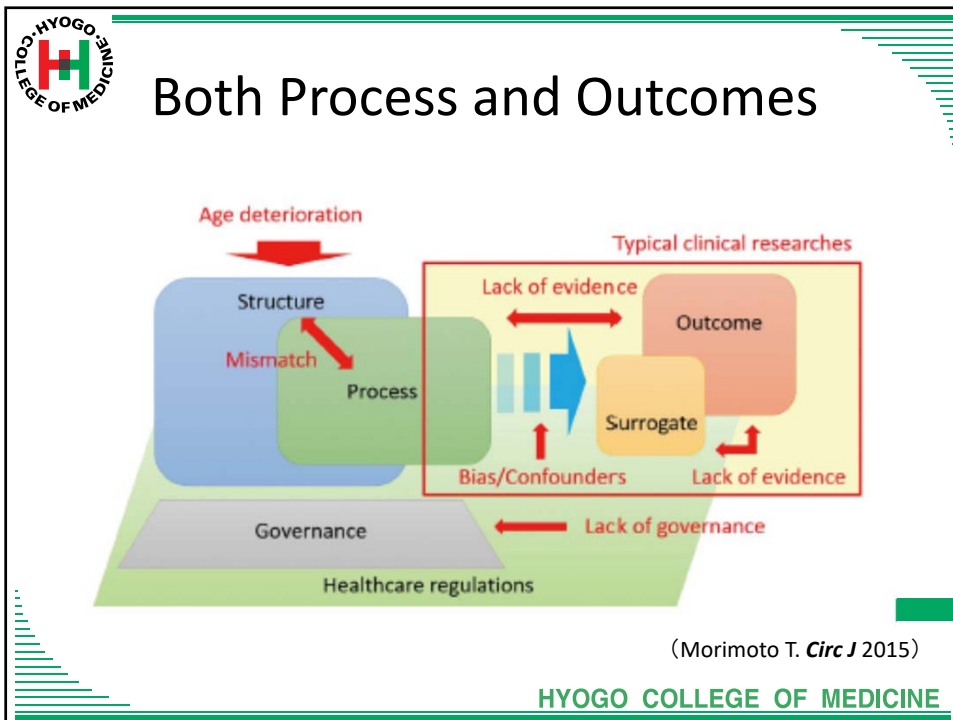 HYOGO COLLEGE OF MEDICINE
Both Process and Outcomes
Age deterioration
Typical clinical researches
Structure
Lack of evidence
Outcome
Mismatch
Process
Surrogate
Bias/Confounders
Lack of evidence
Governance
Lack of governance
Healthcare regulations
（Morimoto T. Circ J 2015）
HYOGO COLLEGE OF MEDICINE